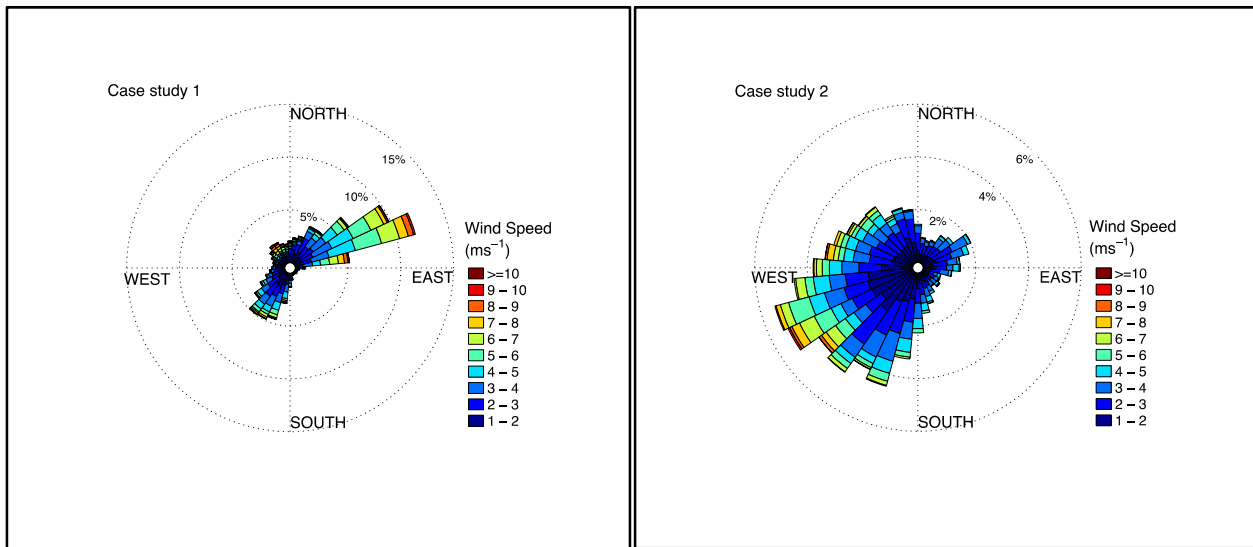 Case study 1
NORTH
15%
10%
5%
WEST
EAST
SOUTH
Wind Speed
(ms⁻¹)
>=10
9 – 10
8 – 9
7 – 8
6 – 7
5 – 6
4 – 5
3 – 4
2 – 3
1 – 2
Case study 2
NORTH
6%
4%
2%
WEST
EAST
SOUTH
Wind Speed
(ms⁻¹)
>=10
9 – 10
8 – 9
7 – 8
6 – 7
5 – 6
4 – 5
3 – 4
2 – 3
1 – 2